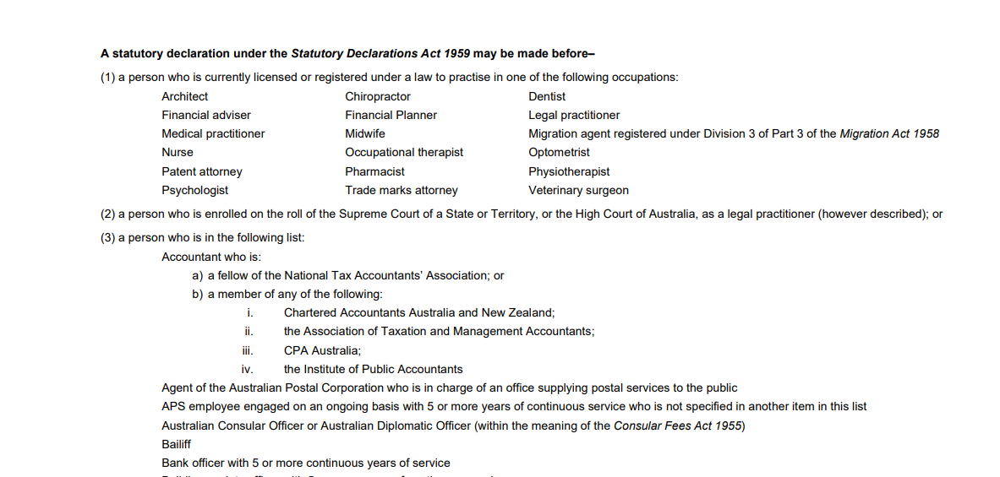 A statutory declaration under the Statutory Declarations Act 1959 may be made before–
(1) a person who is currently licensed or registered under a law to practise in one of the following occupations:
Architect Chiropractor Dentist
Financial adviser Financial Planner Legal practitioner
Medical practitioner Midwife Migration agent registered under Division 3 of Part 3 of the Migration Act 1958
Nurse Occupational therapist Optometrist
Patent attorney Pharmacist Physiotherapist
Psychologist Trade marks attorney Veterinary surgeon
(2) a person who is enrolled on the roll of the Supreme Court of a State or Territory, or the High Court of Australia, as a legal practitioner (however described); or
(3) a person who is in the following list:
Accountant who is:
a) a fellow of the National Tax Accountants’ Association; or
b) a member of any of the following:
i. Chartered Accountants Australia and New Zealand;
ii. the Association of Taxation and Management Accountants;
iii. CPA Australia;
iv. the Institute of Public Accountants
Agent of the Australian Postal Corporation who is in charge of an office supplying postal services to the public
APS employee engaged on an ongoing basis with 5 or more years of continuous service who is not specified in another item in this list
Australian Consular Officer or Australian Diplomatic Officer (within the meaning of the Consular Fees Act 1955)
Bailiff
Bank officer with 5 or more continuous years of service